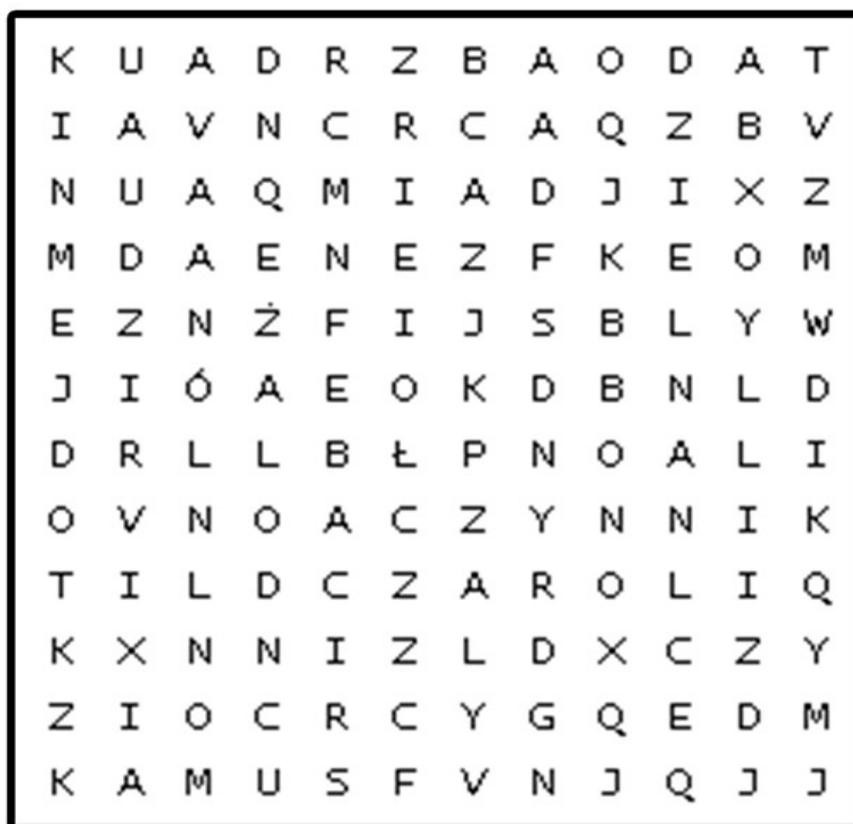 K U A D R Z B A O D A T
I A V N C R C A Q Z B V
N U A Q M I A D J I X Z
M D A E N E Z F K E O M
E Z N Ż F I J S B L Y W
J I Ó A E O K D B N L D
D R L L B Ł P N O A L I
O V N O A C Z Y N N I K
T I L D C Z A R O L I Q
K X N N I Z L D X C Z Y
Z I O C R C Y G Q E D M
K A M U S F V N J Q J J